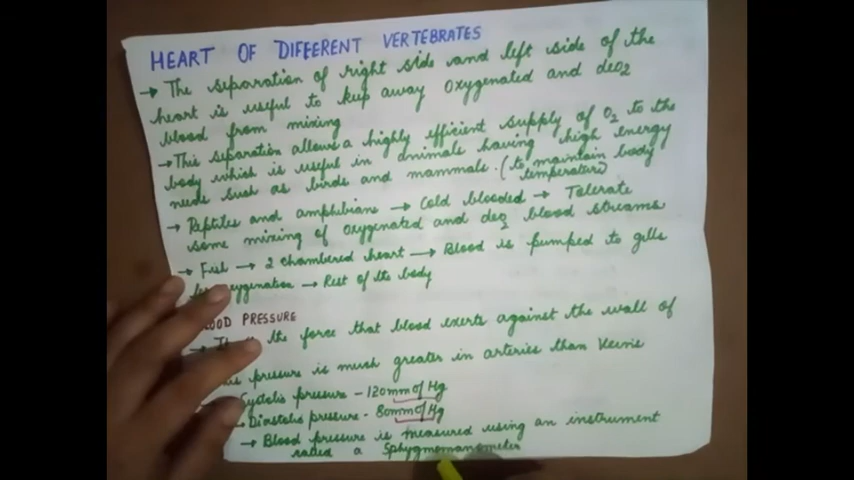 HEART OF DIFFERENT VERTEBRATES
→ The separation of right side and left side of the
heart is useful to keep away Oxygenated and deO2
blood from mixing
→ This separation allows a highly efficient supply of O2 to the
body which is useful in animals having high energy
needs such as birds and mammals. (to maintain body
temperature)
→ Reptiles and amphibians → Cold blooded → Tolerate
some mixing of oxygenated and deO2 blood streams
→ Fish → 2 chambered heart → Blood is pumped to gills
oxygenation → Rest of the body
BLOOD PRESSURE
→ the force that blood exerts against the wall of
pressure is much greater in arteries than Veins
Systolic pressure - 120mm of Hg
Diastolic pressure - 80mm of Hg
→ Blood pressure is measured using an instrument
called a Sphygmomanometer